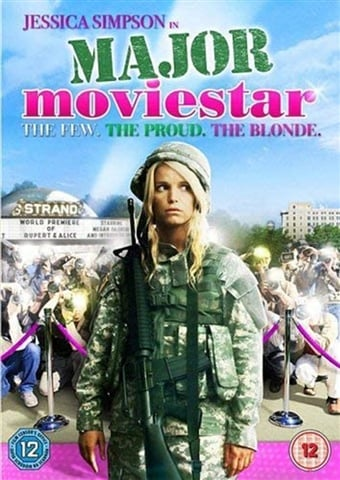 JESSICA SIMPSON IN
MAJOR
moviestar
THE FEW. THE PROUD. THE BLONDE.
STRAND
WORLD PREMIERE
OF
RUPERT & ALICE
STARRING
12
12